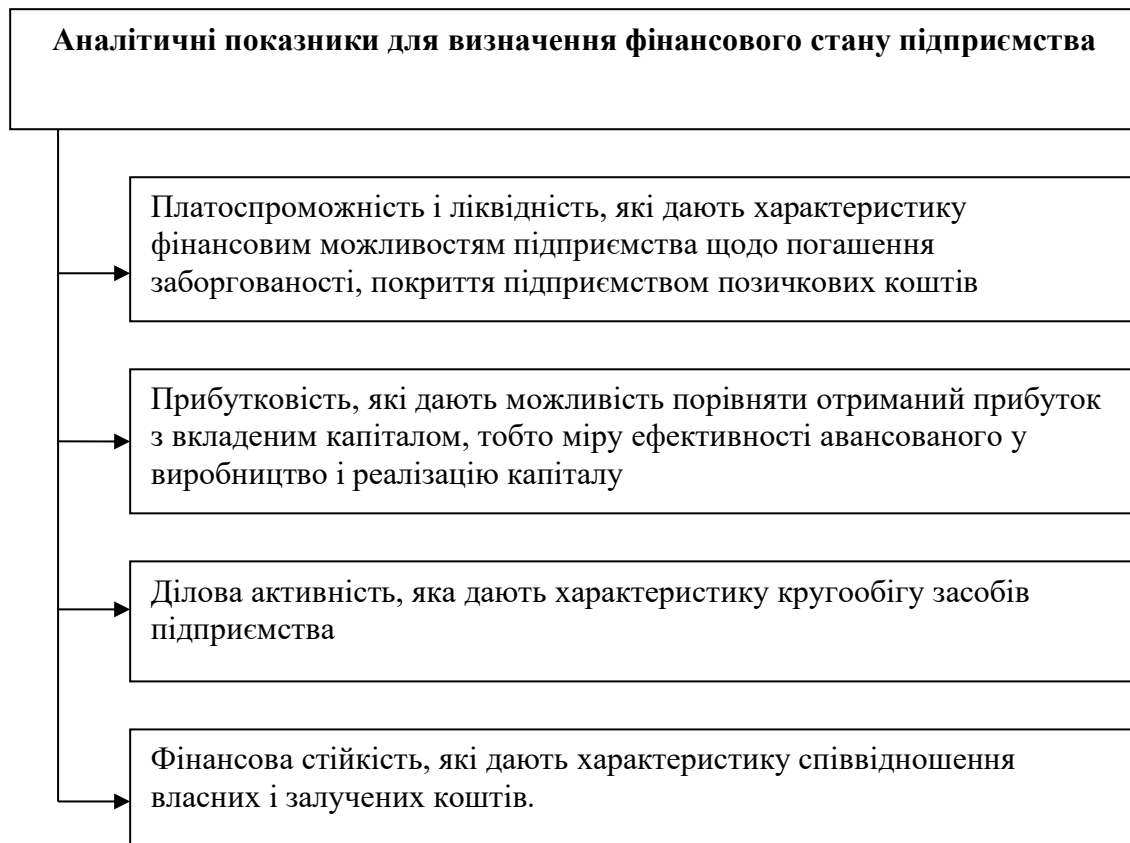 Аналітичні показники для визначення фінансового стану підприємства
Платоспроможність і ліквідність, які дають характеристику
фінансовим можливостям підприємства щодо погашення
заборгованості, покриття підприємством позичкових коштів
Прибутковість, які дають можливість порівняти отриманий прибуток
з вкладеним капіталом, тобто міру ефективності авансованого у
виробництво і реалізацію капіталу
Ділова активність, яка дають характеристику кругообігу засобів
підприємства
Фінансова стійкість, які дають характеристику співвідношення
власних і залучених коштів.